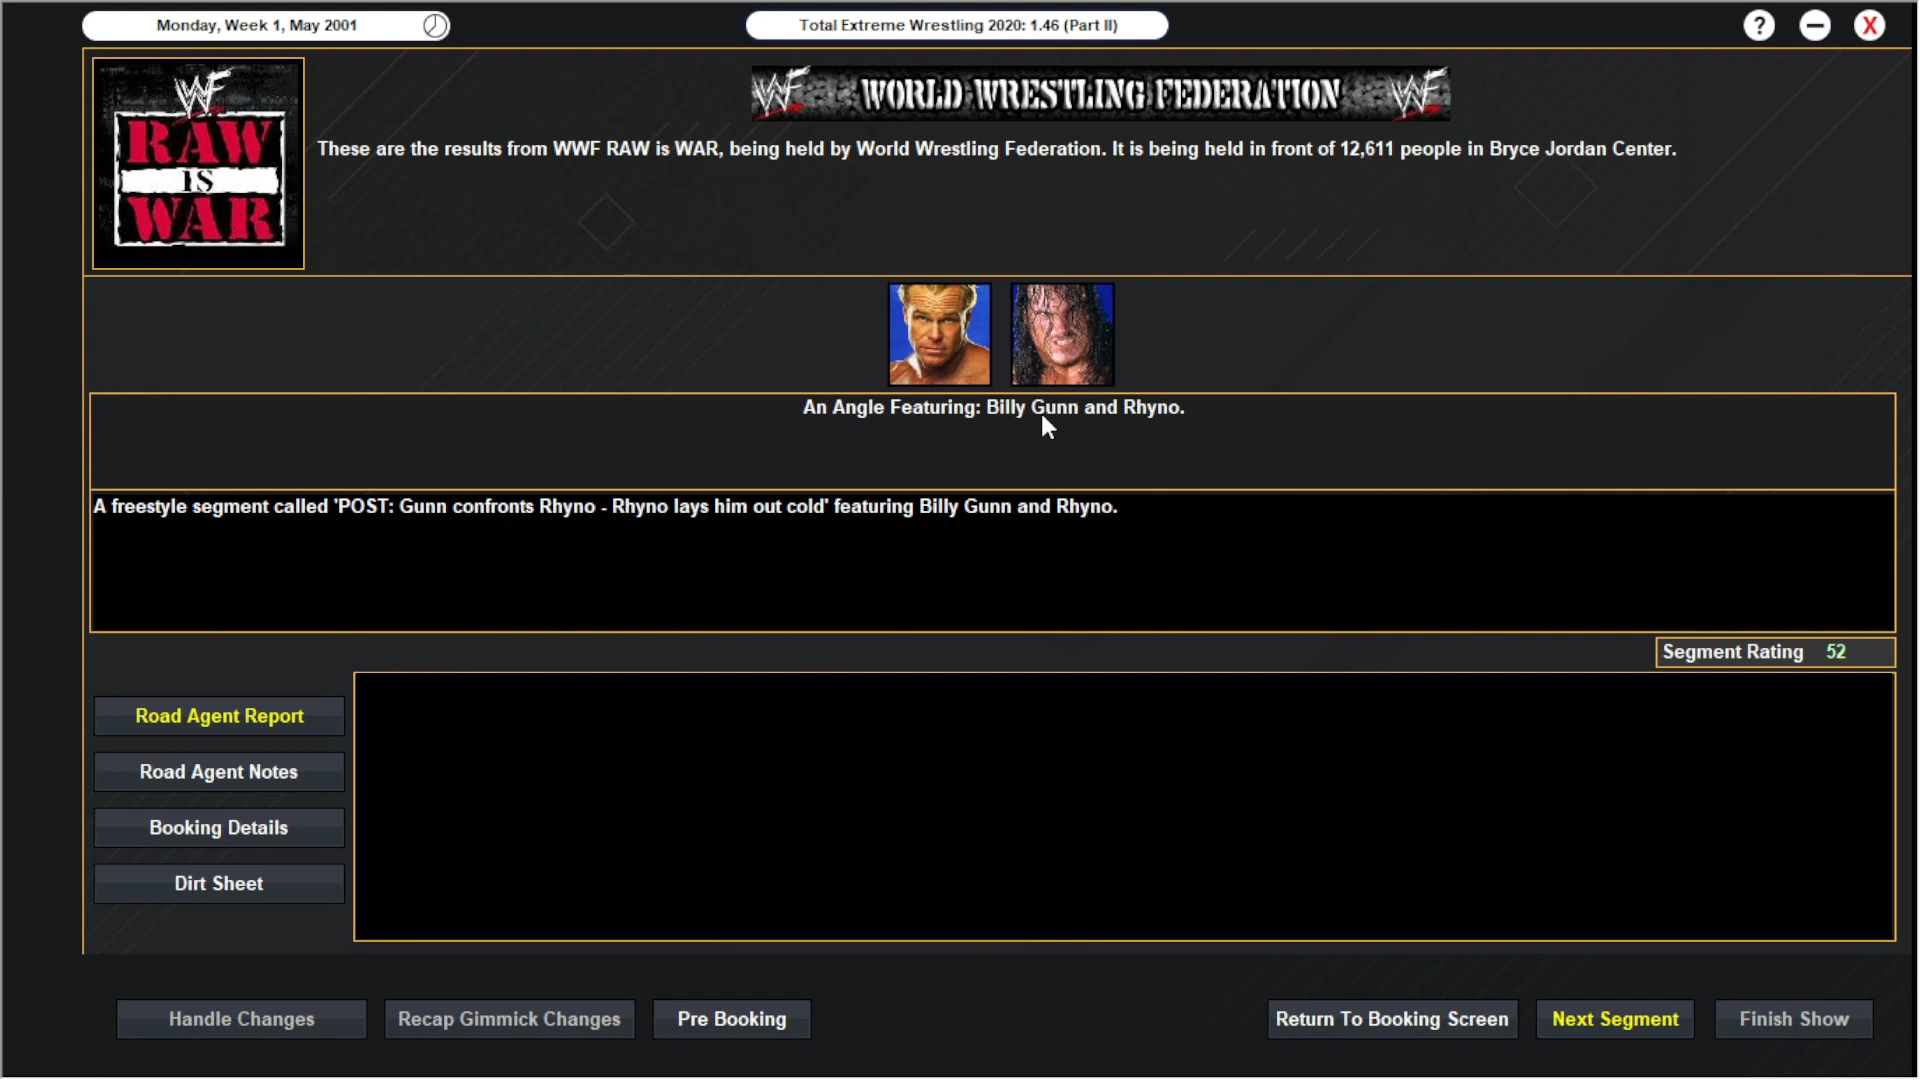 Monday, Week 1, May 2001
Total Extreme Wrestling 2020: 1.46 (Part II)
?
X
WF
RAW
IS
WAR
WF WORLD WRESTLING FEDERATION WF
These are the results from WWF RAW is WAR, being held by World Wrestling Federation. It is being held in front of 12,611 people in Bryce Jordan Center.
An Angle Featuring: Billy Gunn and Rhyno.
A freestyle segment called 'POST: Gunn confronts Rhyno - Rhyno lays him out cold' featuring Billy Gunn and Rhyno.
Segment Rating 52
Road Agent Report
Road Agent Notes
Booking Details
Dirt Sheet
Handle Changes
Recap Gimmick Changes
Pre Booking
Return To Booking Screen
Next Segment
Finish Show